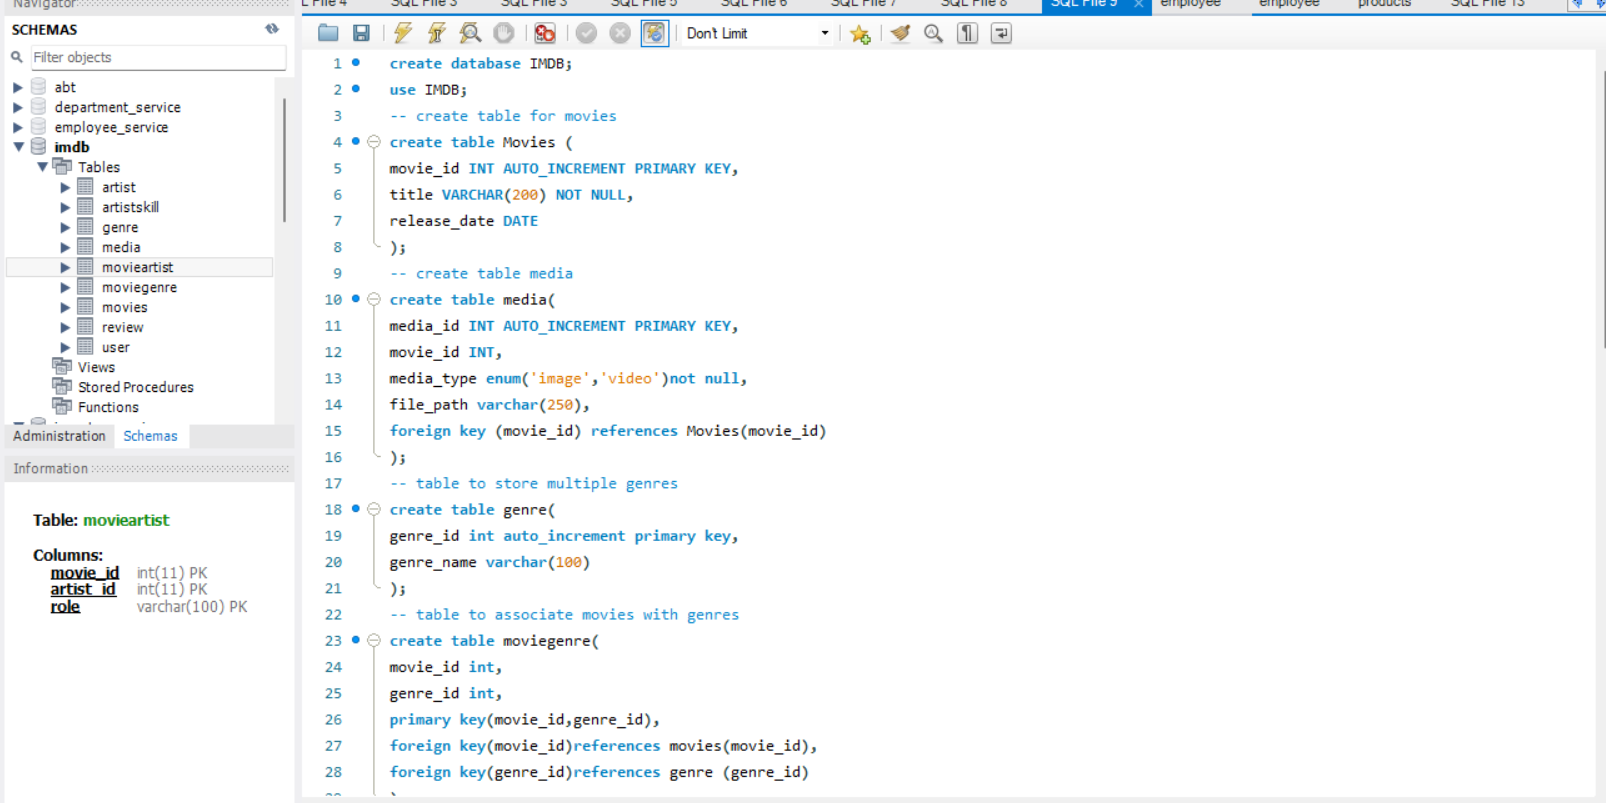 Navigator
SCHEMAS
Filter objects
abt
department_service
employee_service
imdb
Tables
artist
artistskill
genre
media
movieartist
moviegenre
movies
review
user
Views
Stored Procedures
Functions
Administration Schemas
Information
Table: movieartist
Columns:
movie_id int(11) PK
artist_id int(11) PK
role varchar(100) PK
L File 4 SQL File 3 SQL File 3 SQL File 5 SQL File 6 SQL File 7 SQL File 8 SQL File 9 employee employee products SQL File 13
Don't Limit
1 create database IMDB;
2 use IMDB;
3 -- create table for movies
4 create table Movies (
5 movie_id INT AUTO_INCREMENT PRIMARY KEY,
6 title VARCHAR(200) NOT NULL,
7 release_date DATE
8 );
9 -- create table media
10 create table media(
11 media_id INT AUTO_INCREMENT PRIMARY KEY,
12 movie_id INT,
13 media_type enum('image','video')not null,
14 file_path varchar(250),
15 foreign key (movie_id) references Movies(movie_id)
16 );
17 -- table to store multiple genres
18 create table genre(
19 genre_id int auto_increment primary key,
20 genre_name varchar(100)
21 );
22 -- table to associate movies with genres
23 create table moviegenre(
24 movie_id int,
25 genre_id int,
26 primary key(movie_id,genre_id),
27 foreign key(movie_id)references movies(movie_id),
28 foreign key(genre_id)references genre (genre_id)